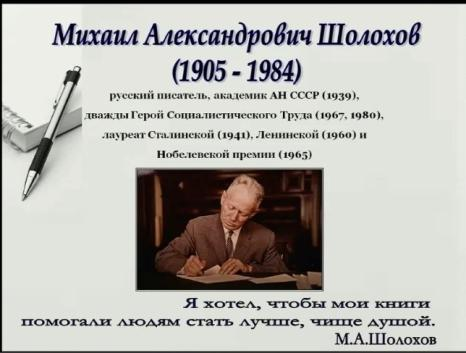 Михаил Александрович Шолохов
(1905 - 1984)
русский писатель, академик АН СССР (1939),
дважды Герой Социалистического Труда (1967, 1980),
лауреат Сталинской (1941), Ленинской (1960) и
Нобелевской премии (1965)
Я хотел, чтобы мои книги
помогали людям стать лучше, чище душой.
М.А.Шолохов